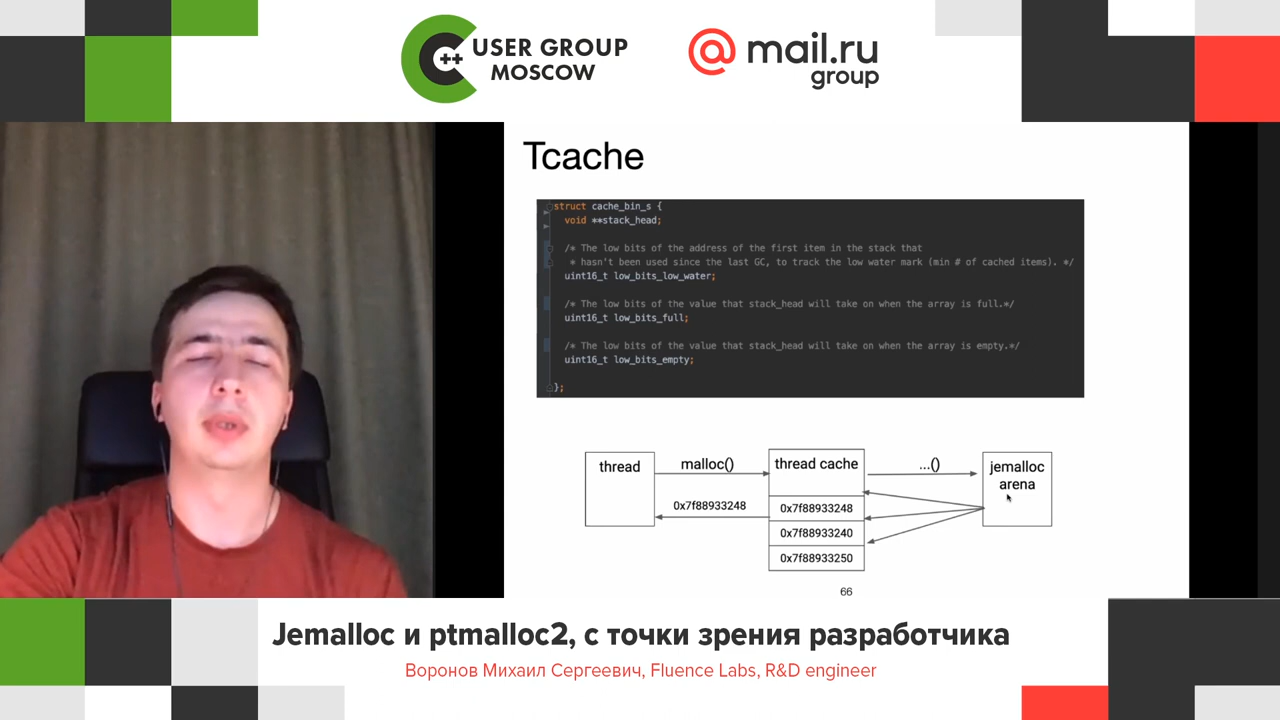 C++
USER GROUP
MOSCOW
@mail.ru
group
Tcache
struct cache_bin_s {
void **stack_head;
/* The low bits of the address of the first item in the stack that
* hasn't been used since the last GC, to track the low water mark (min # of cached items). */
uint16_t low_bits_low_water;
/* The low bits of the value that stack_head will take on when the array is full.*/
uint16_t low_bits_full;
/* The low bits of the value that stack_head will take on when the array is empty.*/
uint16_t low_bits_empty;
};
thread
malloc()
thread cache
...()
jemalloc
arena
0x7f88933248
0x7f88933248
0x7f88933240
0x7f88933250
66
Jemalloc и ptmalloc2, с точки зрения разработчика
Воронов Михаил Сергеевич, Fluence Labs, R&D engineer